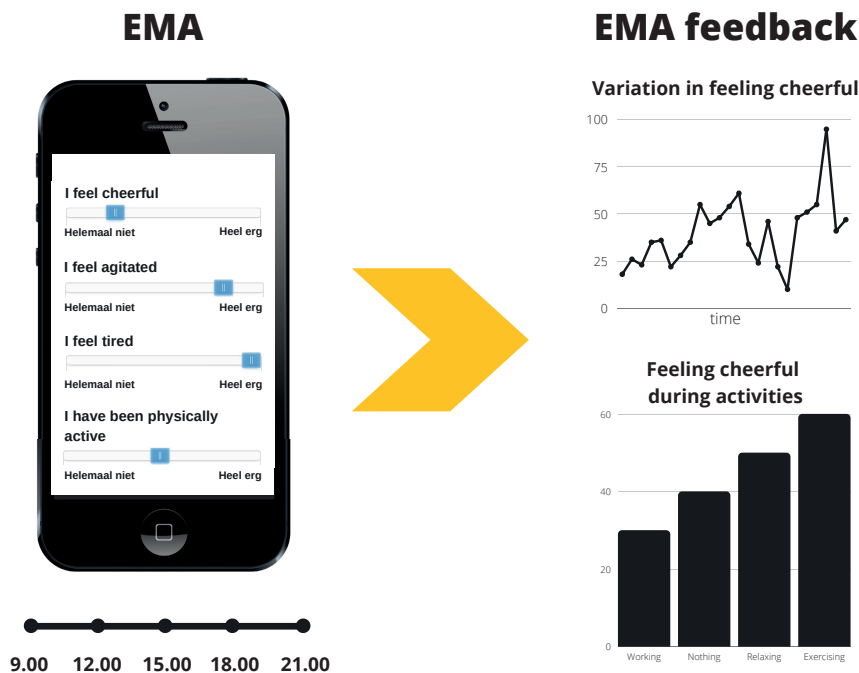 EMA
I feel cheerful
Helemaal niet Heel erg
I feel agitated
Helemaal niet Heel erg
I feel tired
Helemaal niet Heel erg
I have been physically
active
Helemaal niet Heel erg
9.00 12.00 15.00 18.00 21.00
EMA feedback
Variation in feeling cheerful
100
75
50
25
0
time
Feeling cheerful
during activities
60
40
20
0
Working Nothing Relaxing Exercising